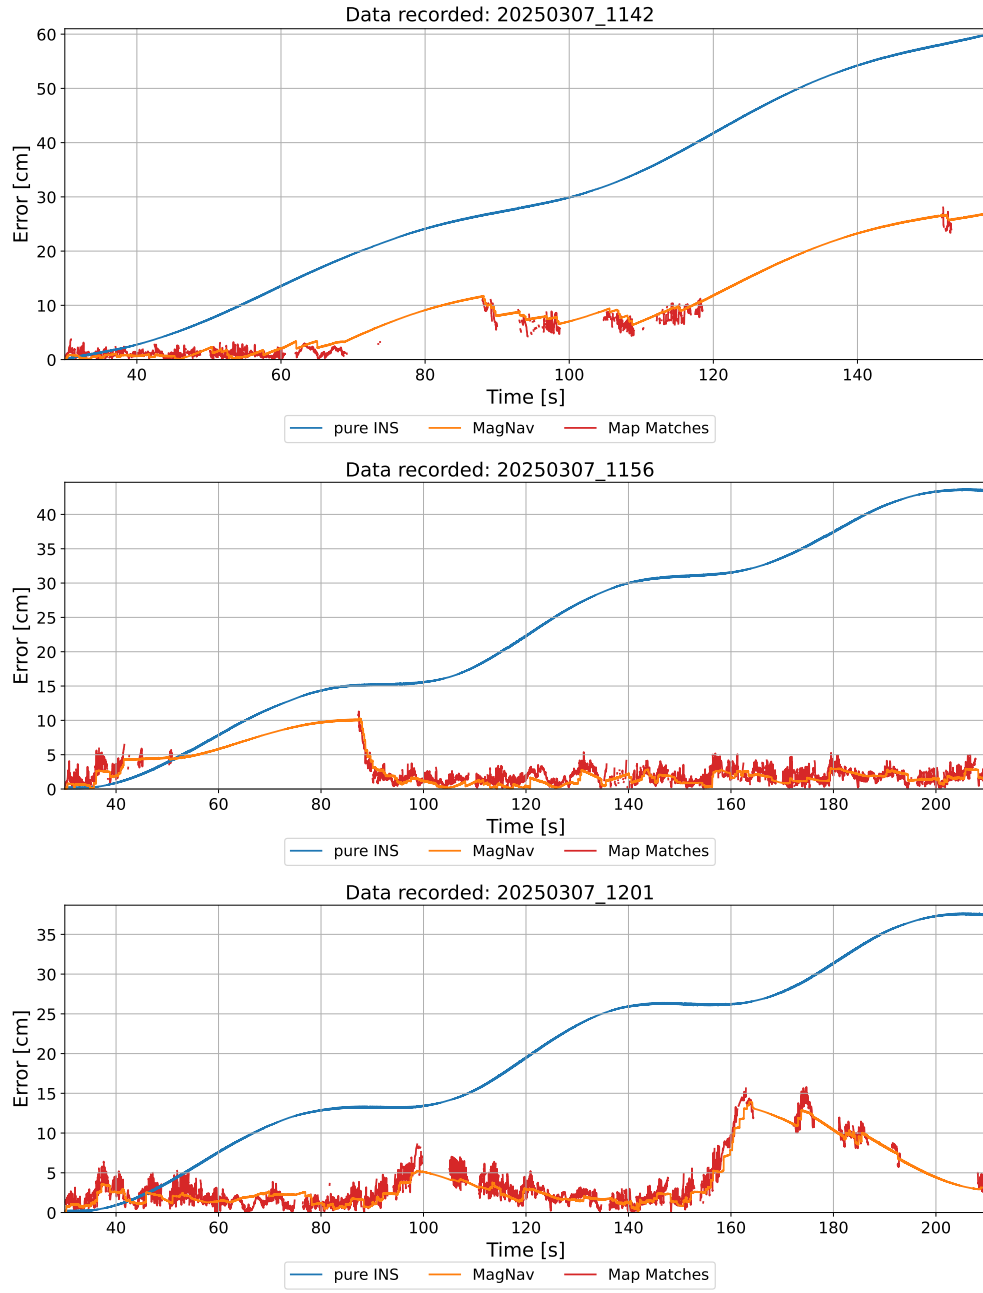 Data recorded: 20250307_1142
60
50
40
30
20
10
0
Error [cm]
40 60 80 100 120 140
Time [s]
pure INS MagNav Map Matches
Data recorded: 20250307_1156
40
35
30
25
20
15
10
5
0
Error [cm]
40 60 80 100 120 140 160 180 200
Time [s]
pure INS MagNav Map Matches
Data recorded: 20250307_1201
35
30
25
20
15
10
5
0
Error [cm]
40 60 80 100 120 140 160 180 200
Time [s]
pure INS MagNav Map Matches